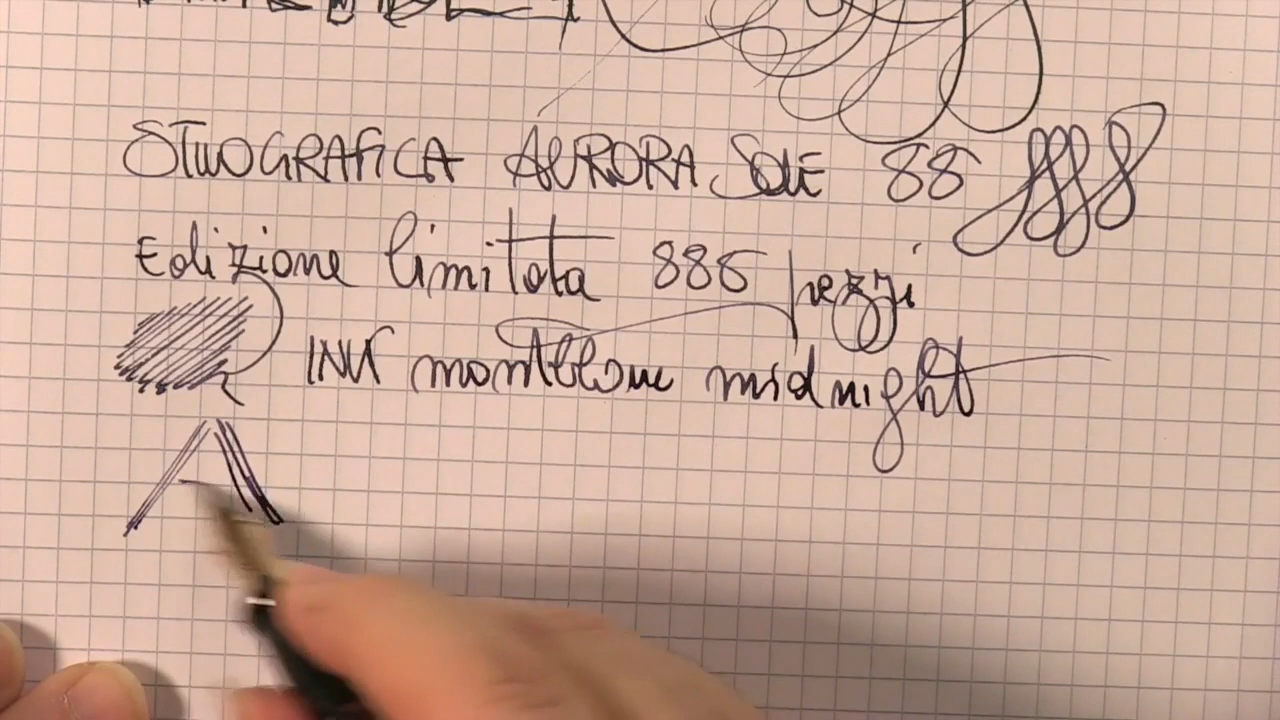 STILOGRAFICA AURORA SOLE 88
Edizione limitata 888 pezzi
INK montblanc midnight
A